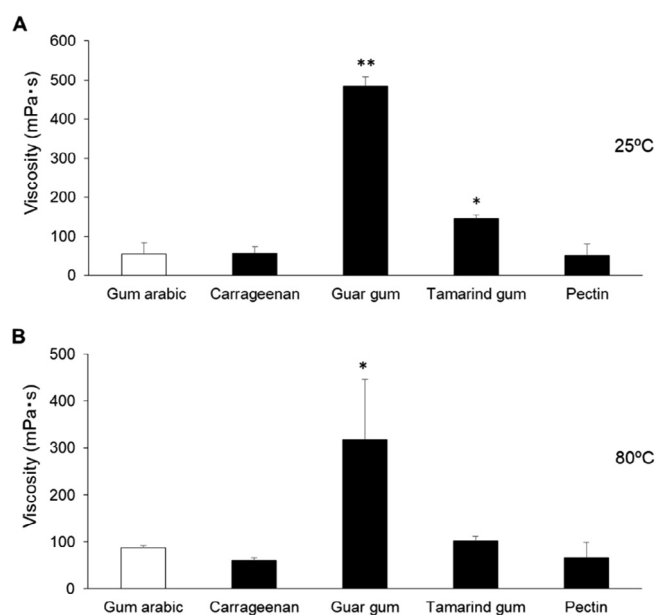 A
Viscosity (mPa・s)
600
500
400
300
200
100
0
**
*
25ºC
Gum arabic Carrageenan Guar gum Tamarind gum Pectin
B
Viscosity (mPa・s)
500
400
300
200
100
0
*
80ºC
Gum arabic Carrageenan Guar gum Tamarind gum Pectin